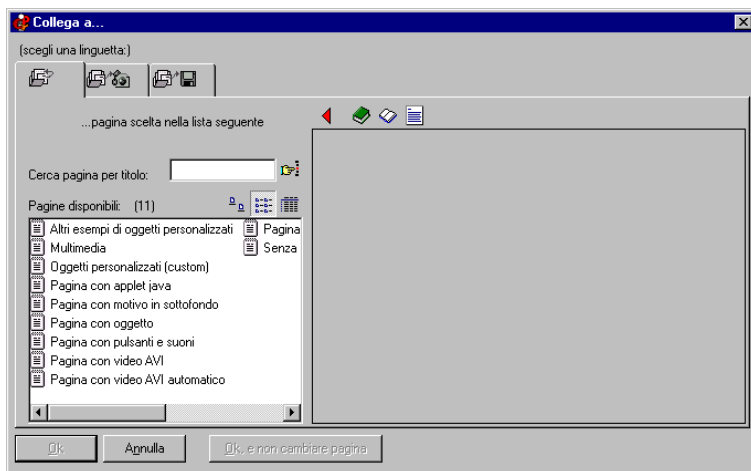 Collega a...
(scegli una linguetta:)
...pagina scelta nella lista seguente
Cerca pagina per titolo:
Pagine disponibili: (11)
Altri esempi di oggetti personalizzati
Multimedia
Oggetti personalizzati (custom)
Pagina con applet java
Pagina con motivo in sottofondo
Pagina con oggetto
Pagina con pulsanti e suoni
Pagina con video AVI
Pagina con video AVI automatico
Pagina
Senza
Ok
Annulla
Ok, e non cambiare pagina